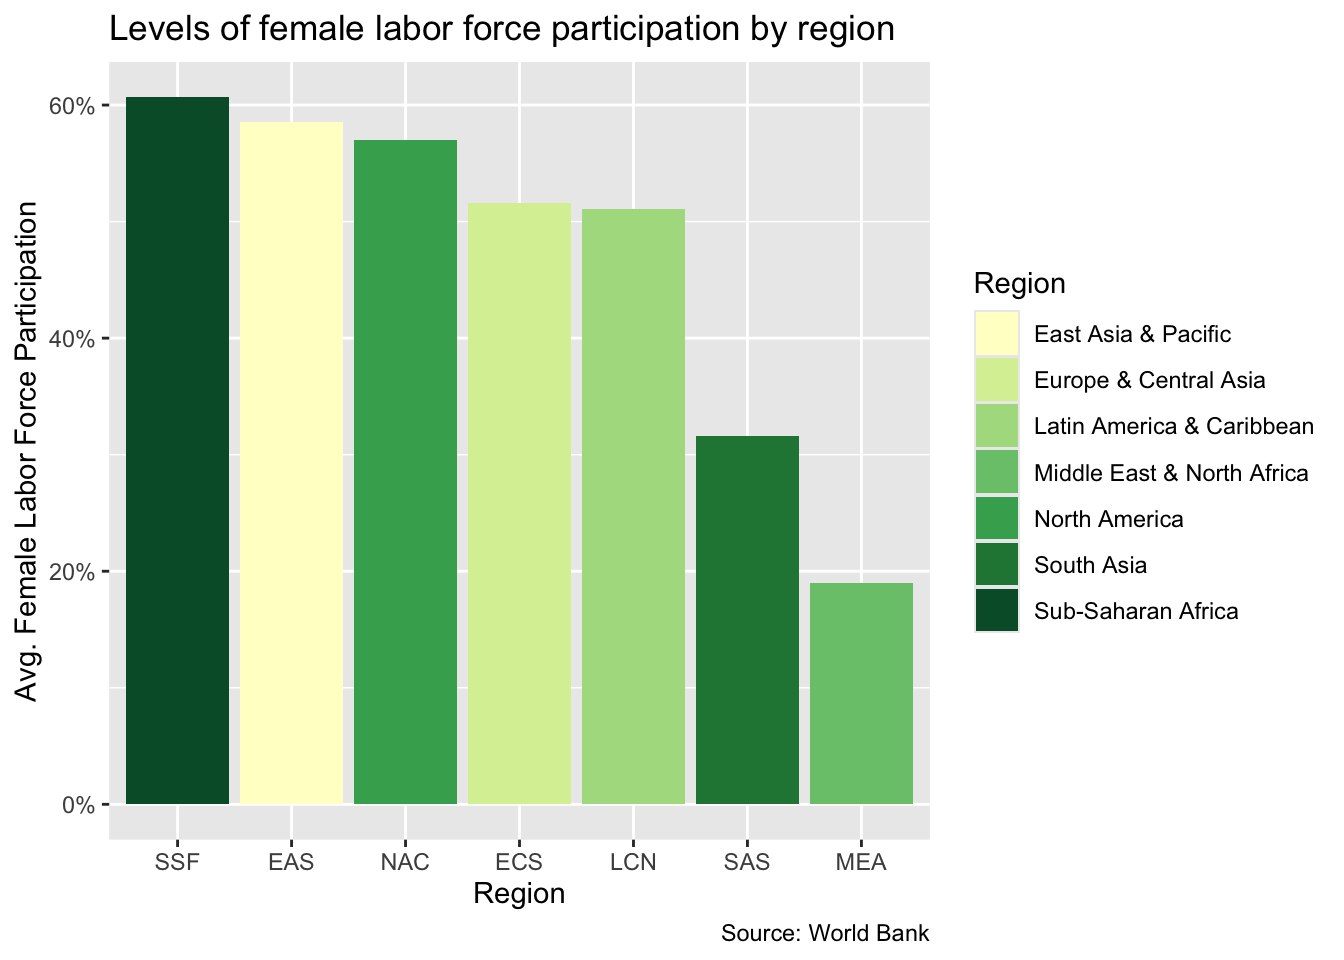 Levels of female labor force participation by region
Avg. Female Labor Force Participation
60%
40%
20%
0%
SSF EAS NAC ECS LCN SAS MEA
Region
Source: World Bank
Region
East Asia & Pacific
Europe & Central Asia
Latin America & Caribbean
Middle East & North Africa
North America
South Asia
Sub-Saharan Africa